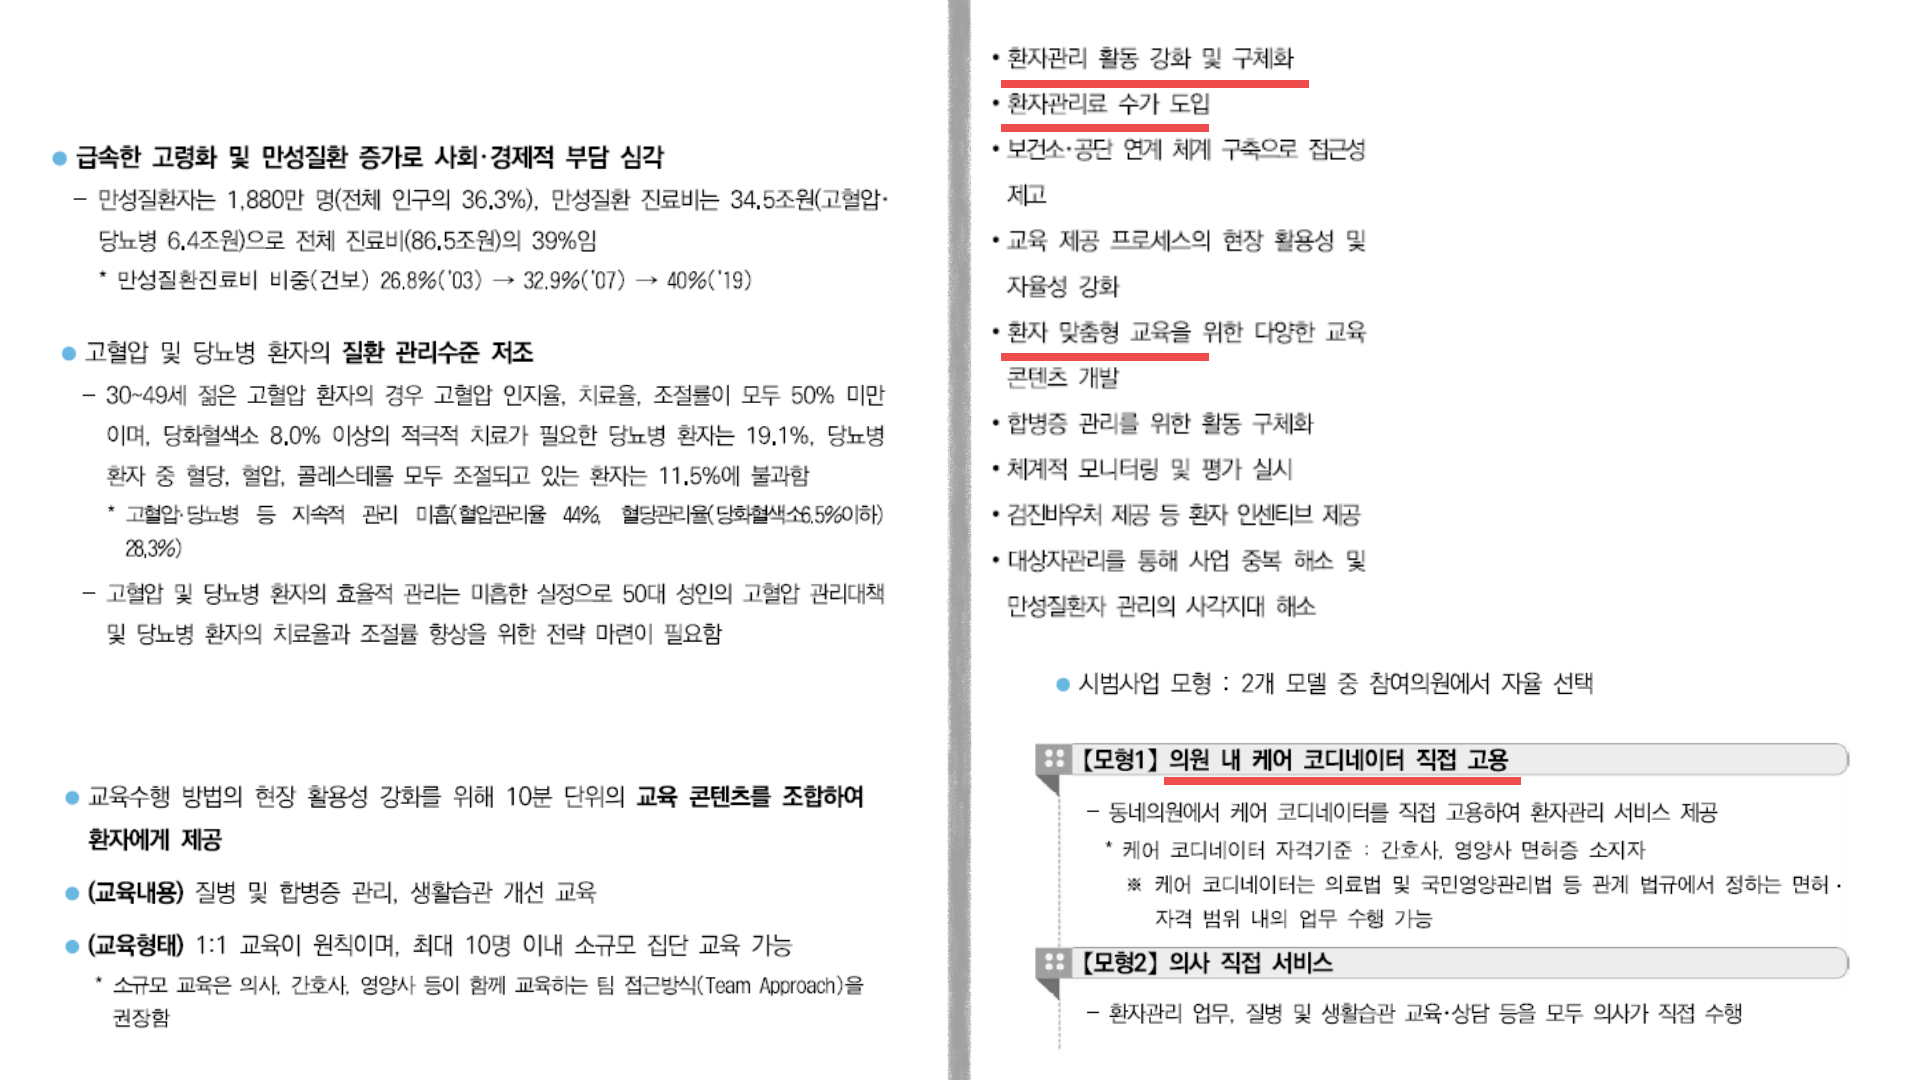 ● 급속한 고령화 및 만성질환 증가로 사회·경제적 부담 심각
– 만성질환자는 1,880만 명(전체 인구의 36.3%), 만성질환 진료비는 34.5조원(고혈압·
당뇨병 6.4조원)으로 전체 진료비(86.5조원)의 39%임
* 만성질환진료비 비중(건보) 26.8%('03) → 32.9%('07) → 40%('19)
● 고혈압 및 당뇨병 환자의 질환 관리수준 저조
– 30~49세 젊은 고혈압 환자의 경우 고혈압 인지율, 치료율, 조절률이 모두 50% 미만
이며, 당화혈색소 8.0% 이상의 적극적 치료가 필요한 당뇨병 환자는 19.1%, 당뇨병
환자 중 혈당, 혈압, 콜레스테롤 모두 조절되고 있는 환자는 11.5%에 불과함
* 고혈압·당뇨병 등 지속적 관리 미흡(혈압관리율 44%, 혈당관리율(당화혈색소6.5%이하)
28.3%)
– 고혈압 및 당뇨병 환자의 효율적 관리는 미흡한 실정으로 50대 성인의 고혈압 관리대책
및 당뇨병 환자의 치료율과 조절률 향상을 위한 전략 마련이 필요함
● 교육수행 방법의 현장 활용성 강화를 위해 10분 단위의 교육 콘텐츠를 조합하여
환자에게 제공
● (교육내용) 질병 및 합병증 관리, 생활습관 개선 교육
● (교육형태) 1:1 교육이 원칙이며, 최대 10명 이내 소규모 집단 교육 가능
* 소규모 교육은 의사, 간호사, 영양사 등이 함께 교육하는 팀 접근방식(Team Approach)을
권장함
• 환자관리 활동 강화 및 구체화
• 환자관리료 수가 도입
• 보건소·공단 연계 체계 구축으로 접근성
제고
• 교육 제공 프로세스의 현장 활용성 및
자율성 강화
• 환자 맞춤형 교육을 위한 다양한 교육
콘텐츠 개발
• 합병증 관리를 위한 활동 구체화
• 체계적 모니터링 및 평가 실시
• 검진바우처 제공 등 환자 인센티브 제공
• 대상자관리를 통해 사업 중복 해소 및
만성질환자 관리의 사각지대 해소
● 시범사업 모형 : 2개 모델 중 참여의원에서 자율 선택
【모형1】 의원 내 케어 코디네이터 직접 고용
– 동네의원에서 케어 코디네이터를 직접 고용하여 환자관리 서비스 제공
* 케어 코디네이터 자격기준 : 간호사, 영양사 면허증 소지자
※ 케어 코디네이터는 의료법 및 국민영양관리법 등 관계 법규에서 정하는 면허·
자격 범위 내의 업무 수행 가능
【모형2】 의사 직접 서비스
– 환자관리 업무, 질병 및 생활습관 교육·상담 등을 모두 의사가 직접 수행